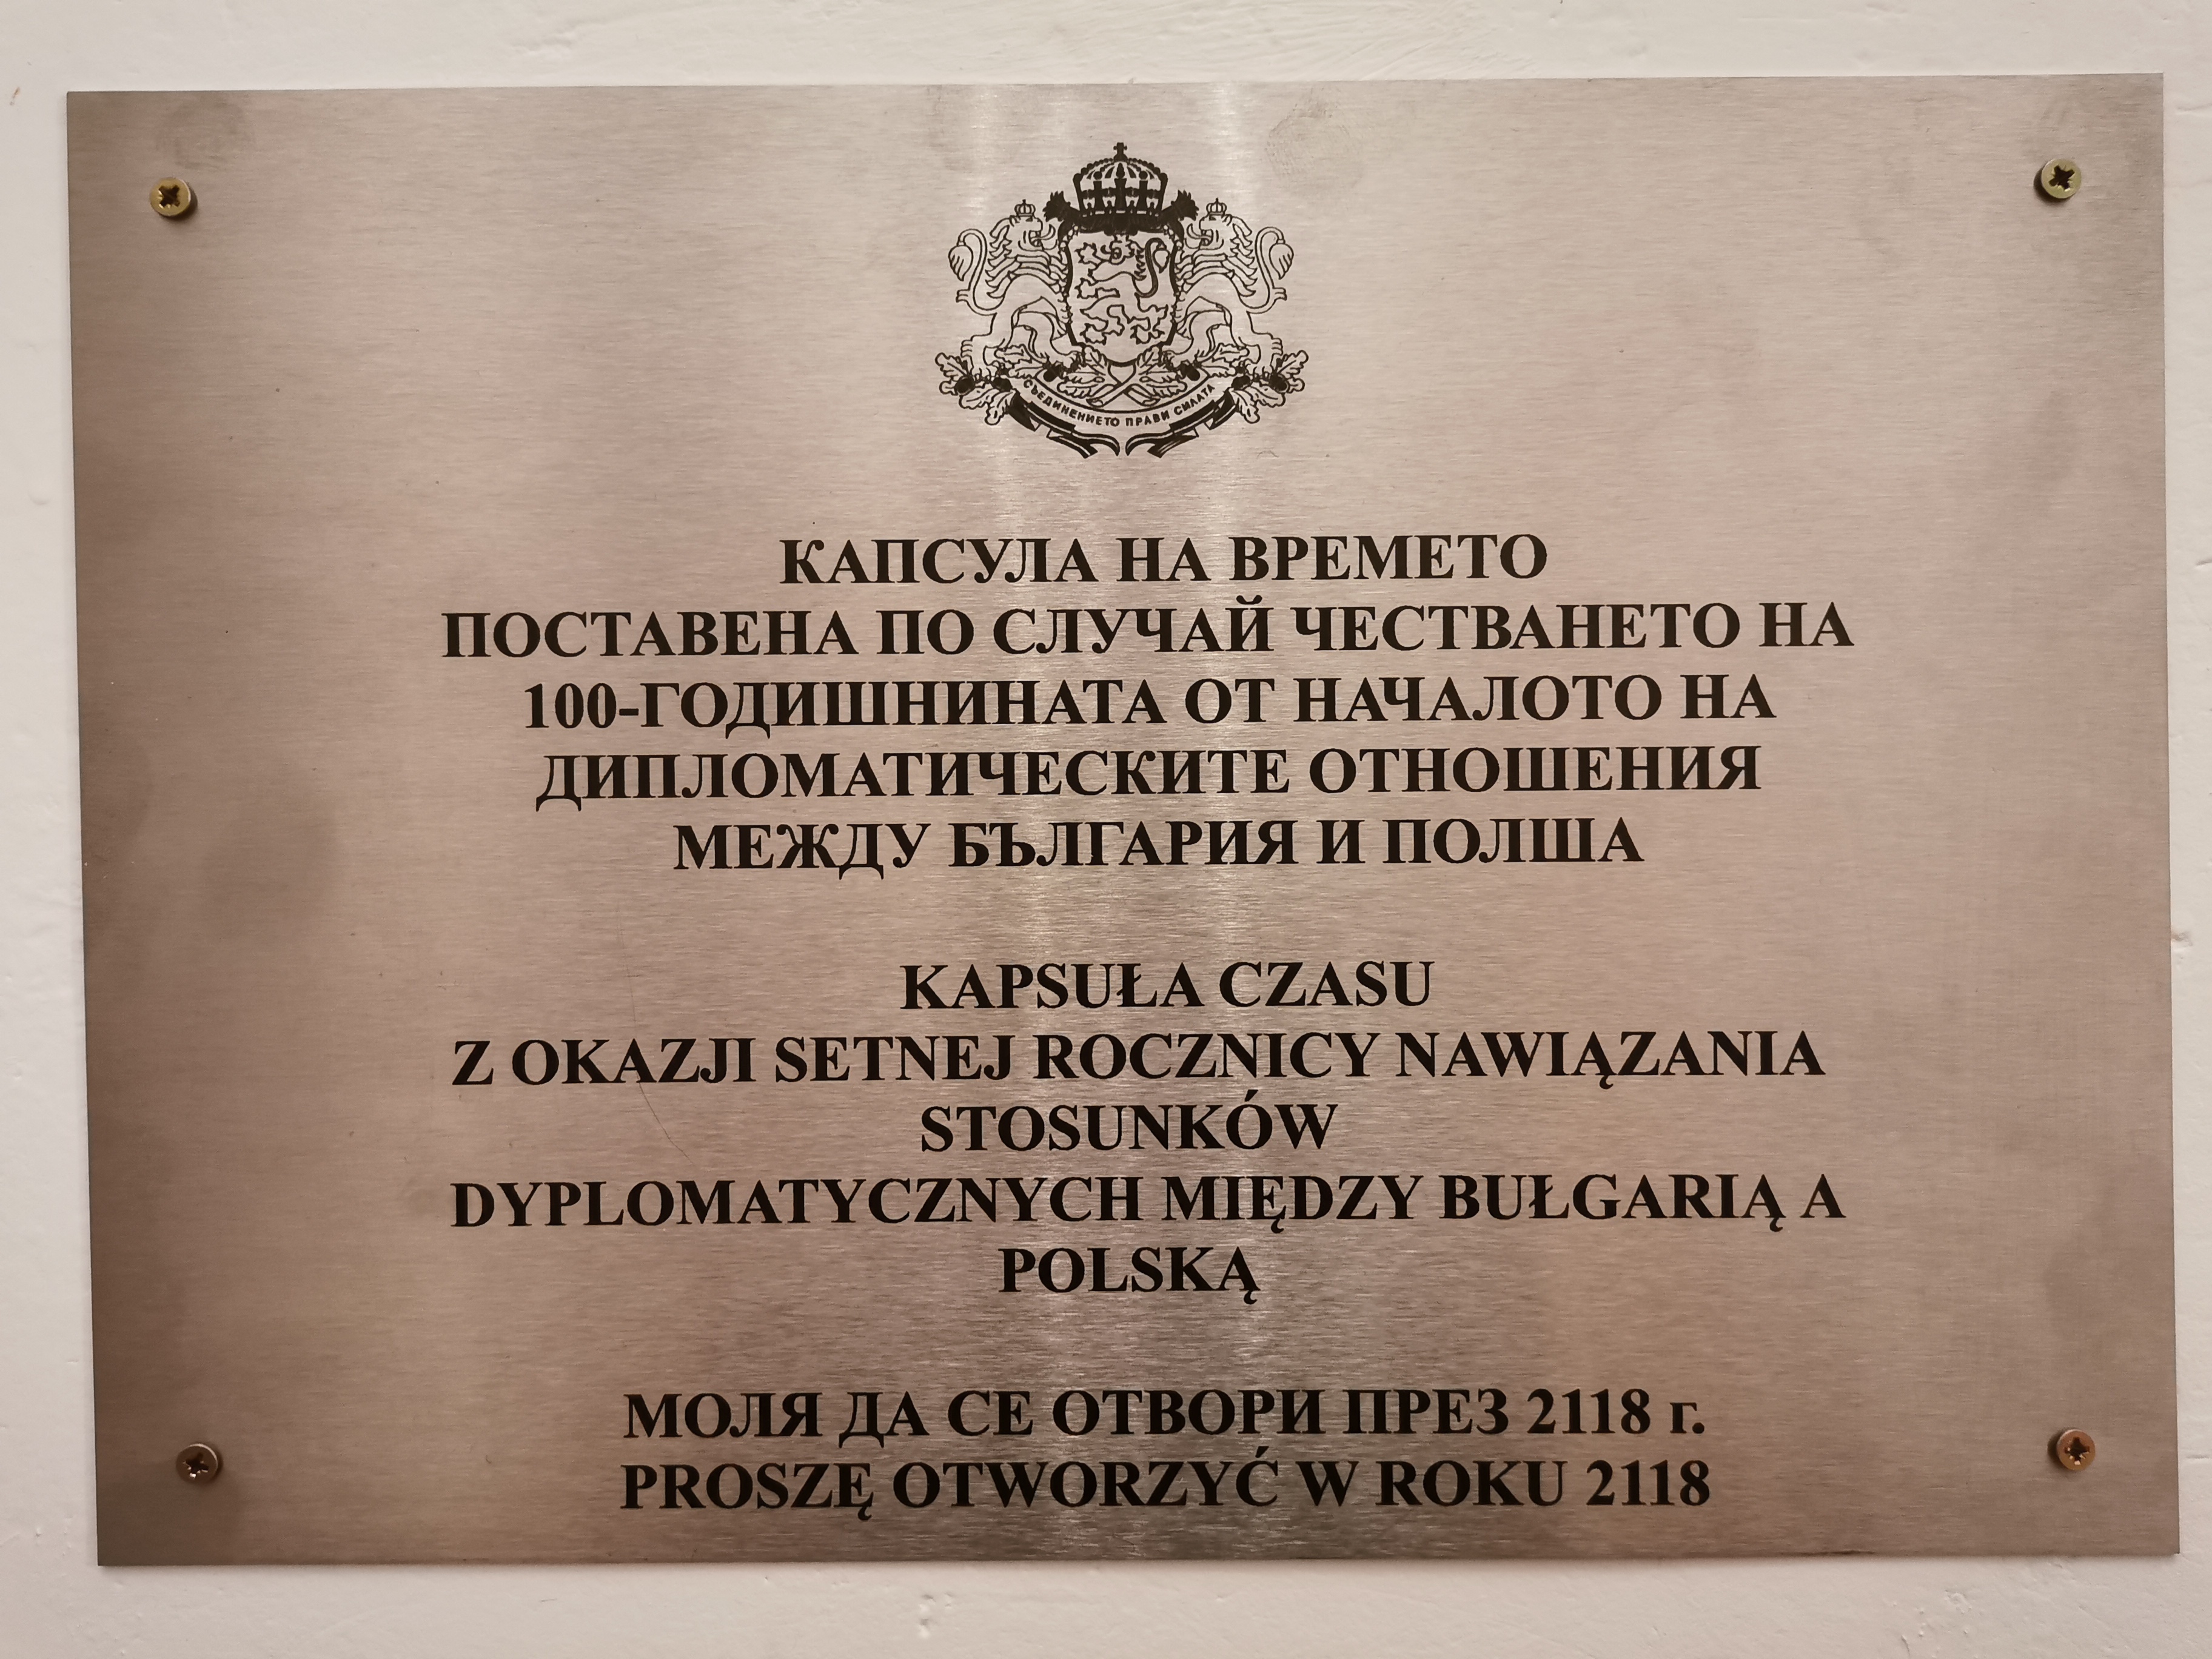 СЪЕДИНЕНИЕТО ПРАВИ СИЛАТА
КАПСУЛА НА ВРЕМЕТО
ПОСТАВЕНА ПО СЛУЧАЙ ЧЕСТВАНЕТО НА
100-ГОДИШНИНАТА ОТ НАЧАЛОТО НА
ДИПЛОМАТИЧЕСКИТЕ ОТНОШЕНИЯ
МЕЖДУ БЪЛГАРИЯ И ПОЛША
KAPSUŁA CZASU
Z OKAZJI SETNEJ ROCZNICY NAWIĄZANIA
STOSUNKÓW
DYPLOMATYCZNYCH MIĘDZY BUŁGARIĄ A
POLSKĄ
МОЛЯ ДА СЕ ОТВОРИ ПРЕЗ 2118 г.
PROSZĘ OTWORZYĆ W ROKU 2118